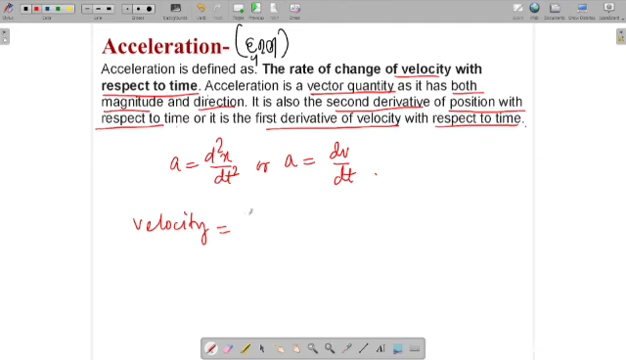 Acceleration-
Acceleration is defined as: The rate of change of velocity with
respect to time. Acceleration is a vector quantity as it has both
magnitude and direction. It is also the second derivative of position with
respect to time or it is the first derivative of velocity with respect to time.
a = d²x/dt² or a = dv/dt .
velocity =